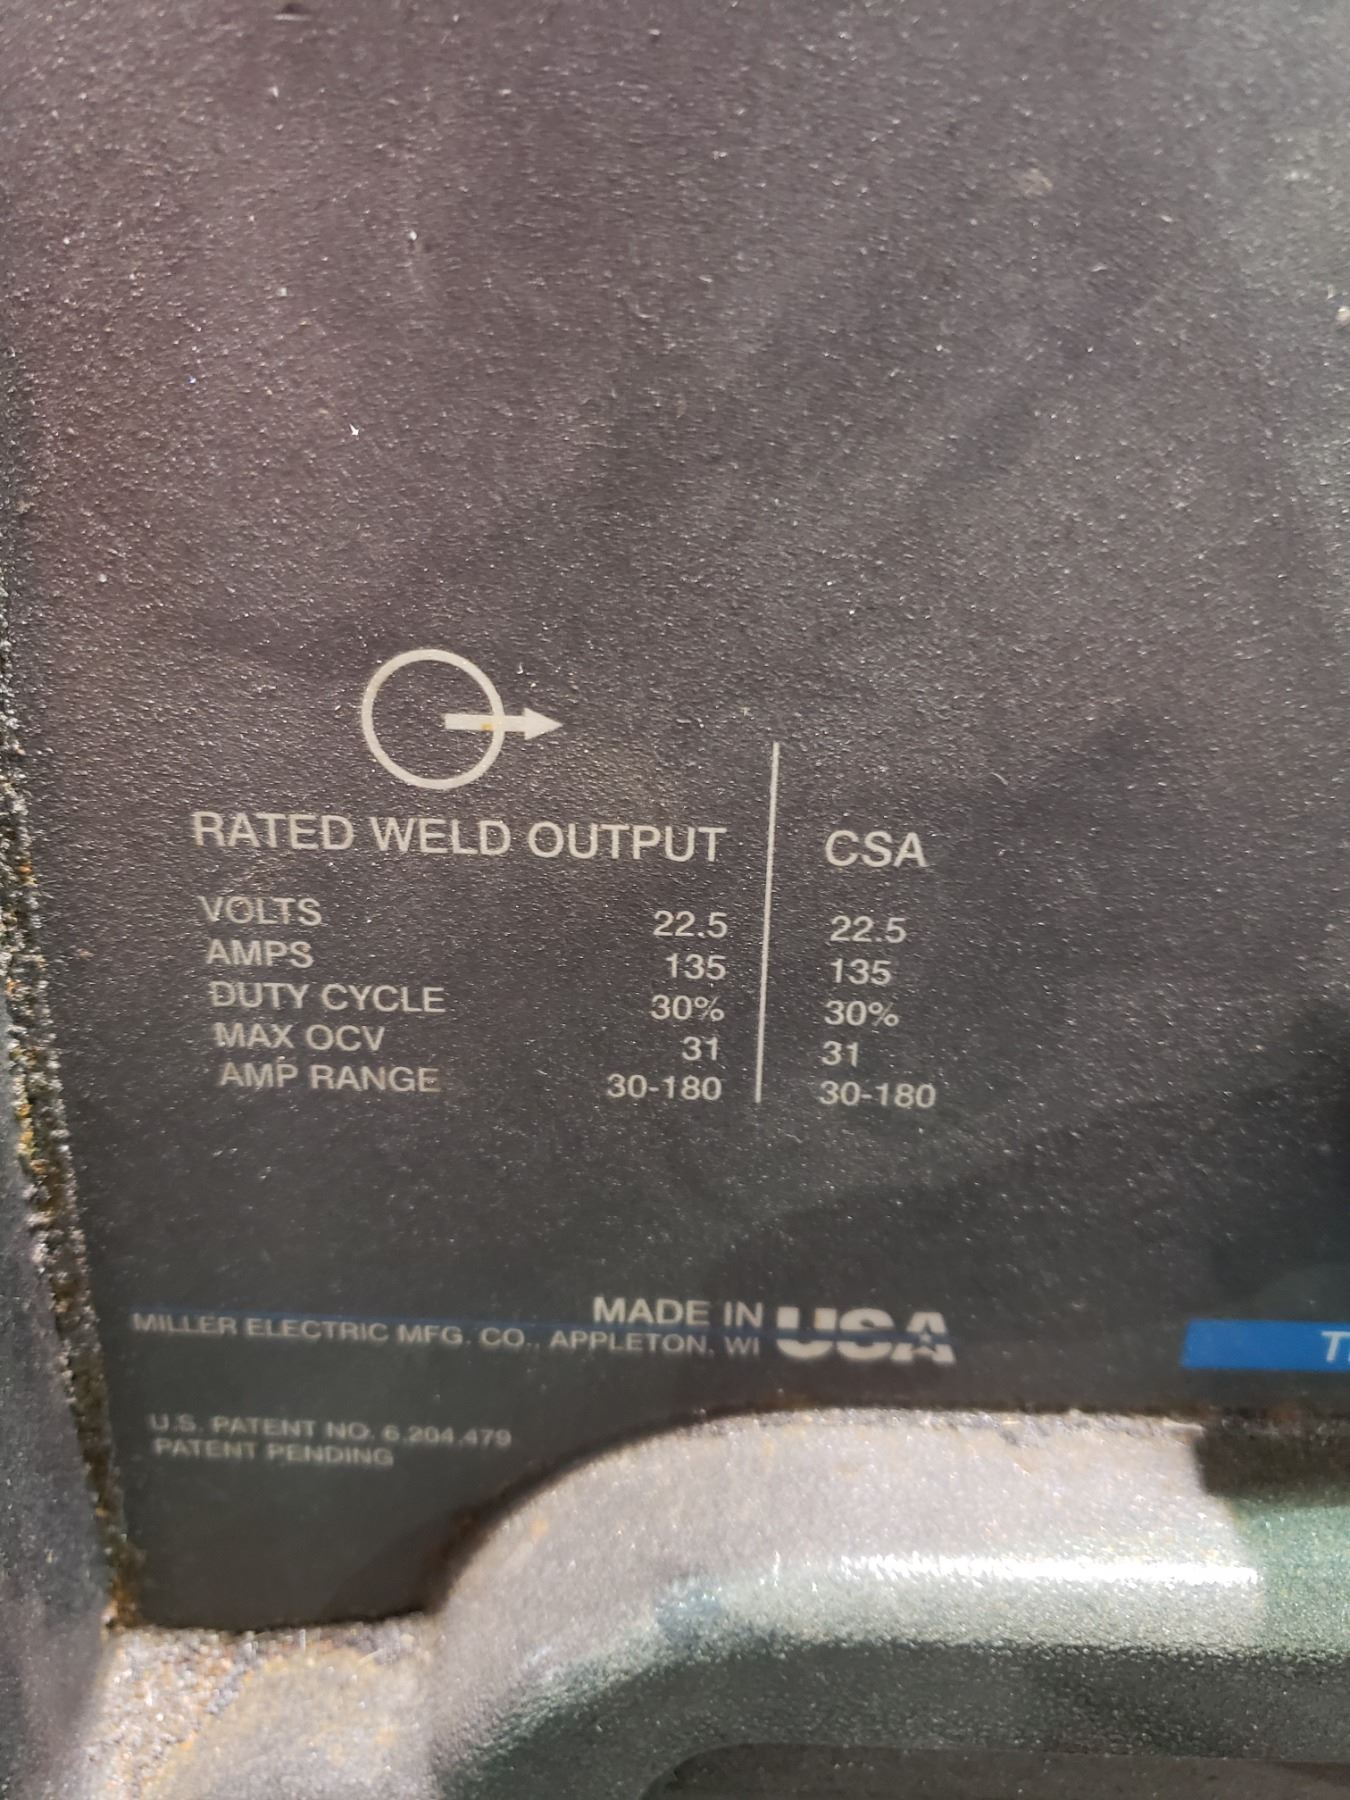 RATED WELD OUTPUT CSA
VOLTS 22.5 22.5
AMPS 135 135
DUTY CYCLE 30% 30%
MAX OCV 31 31
AMP RANGE 30-180 30-180
MADE IN USA
MILLER ELECTRIC MFG. CO., APPLETON, WI
U.S. PATENT NO. 6,204,479
PATENT PENDING